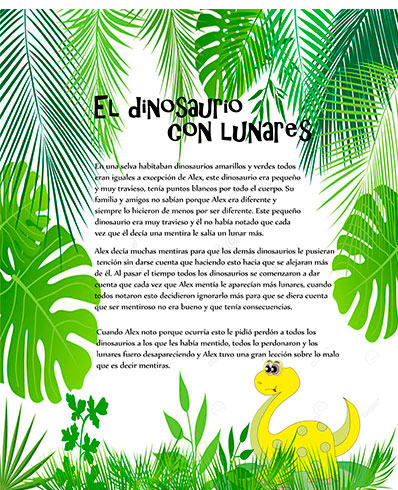 El dinosaurio
con lunares
En una selva habitaban dinosaurios amarillos y verdes todos
eran iguales a excepción de Alex, este dinosaurio era pequeño
y muy travieso, tenía puntos blancos por todo el cuerpo. Su
familia y amigos no sabían porque Alex era diferente y
siempre lo hicieron de menos por ser diferente. Este pequeño
dinosaurio era muy travieso y él no había notado que cada
vez que él decía una mentira le salía un lunar más.
Alex decía muchas mentiras para que los demás dinosaurios le pusieran
tención sin darse cuenta que haciendo esto hacia que se alejaran más
de él. Al pasar el tiempo todos los dinosaurios se comenzaron a dar
cuenta que cada vez que Alex mentía le aparecían más lunares, cuando
todos notaron esto decidieron ignorarlo más para que se diera cuenta
que ser mentiroso no era bueno y que tenía consecuencias.
Cuando Alex noto porque ocurría esto le pidió perdón a todos los
dinosaurios a los que les había mentido, todos lo perdonaron y los
lunares fuero desapareciendo y Alex tuvo una gran lección sobre lo malo
que es decir mentiras.